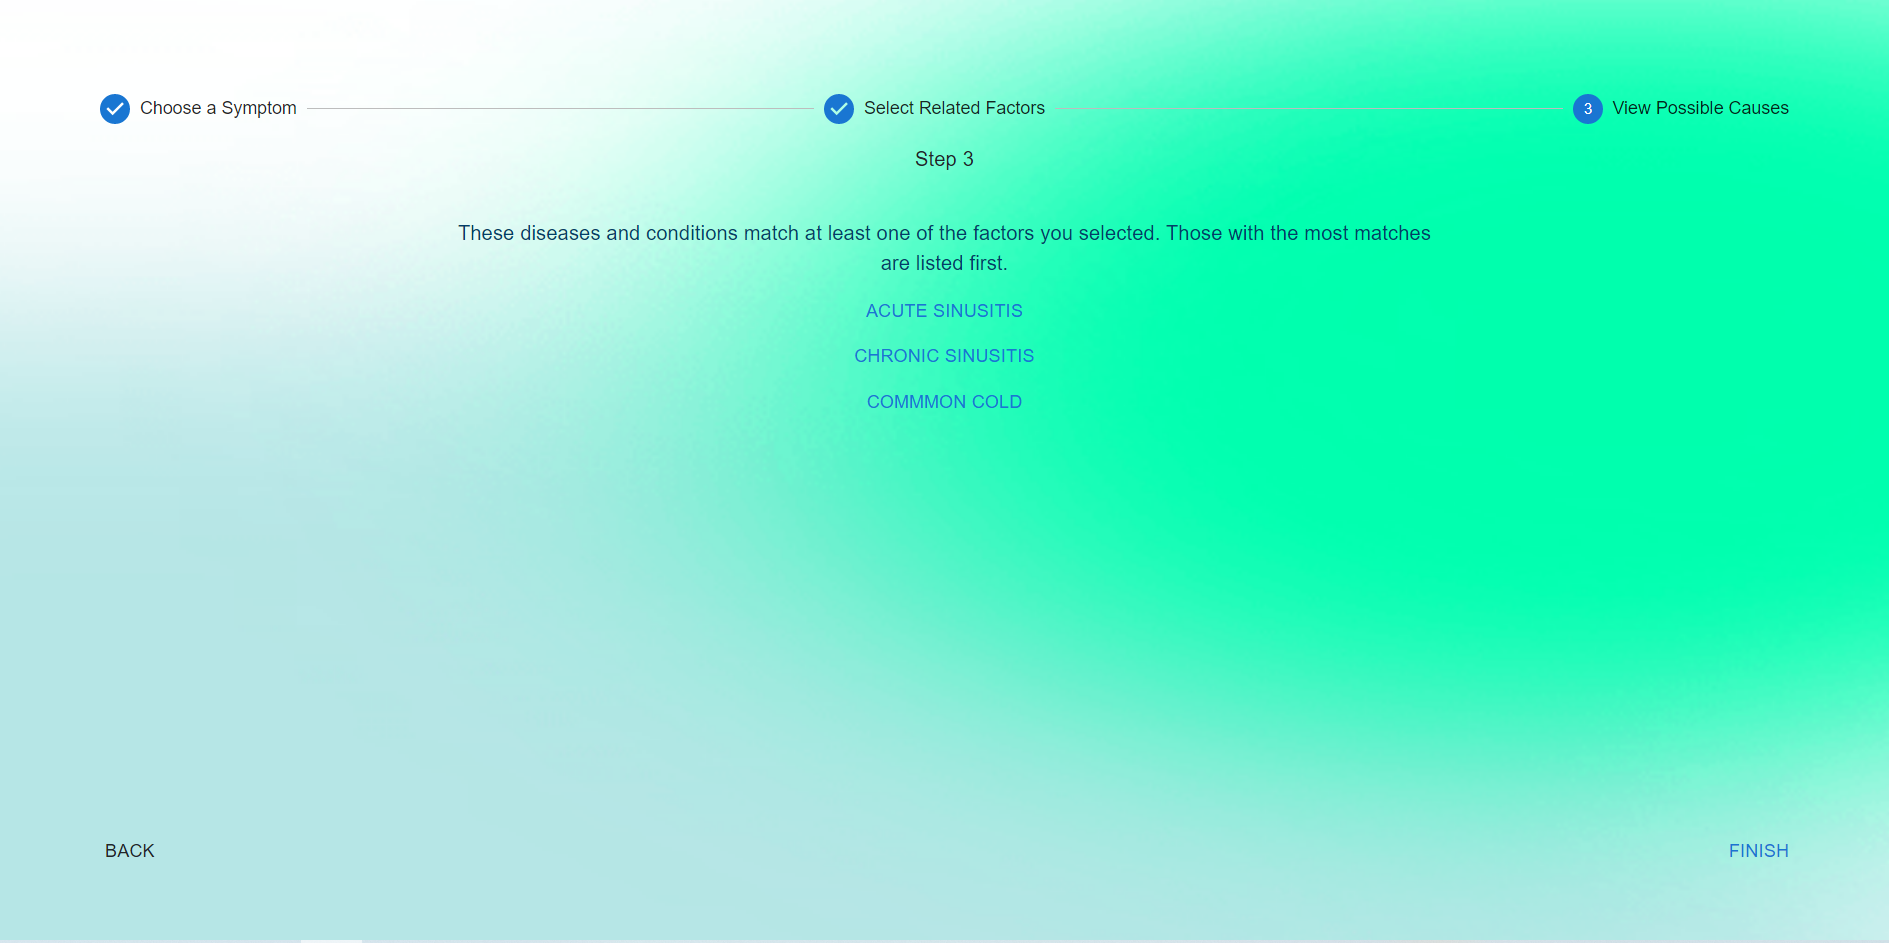 Choose a Symptom
Select Related Factors
3 View Possible Causes
Step 3
These diseases and conditions match at least one of the factors you selected. Those with the most matches
are listed first.
ACUTE SINUSITIS
CHRONIC SINUSITIS
COMMMON COLD
BACK
FINISH